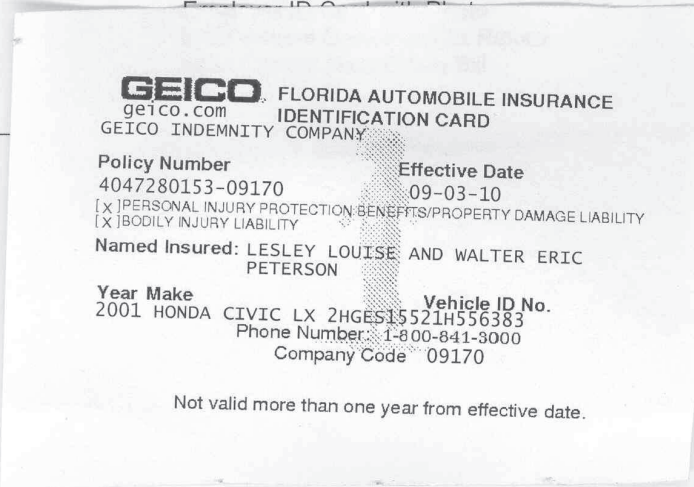 GEICO. FLORIDA AUTOMOBILE INSURANCE
geico.com IDENTIFICATION CARD
GEICO INDEMNITY COMPANY
Policy Number Effective Date
4047280153-09170 09-03-10
[X]PERSONAL INJURY PROTECTION BENEFITS/PROPERTY DAMAGE LIABILITY
[X]BODILY INJURY LIABILITY
Named Insured: LESLEY LOUISE AND WALTER ERIC
PETERSON
Year Make Vehicle ID No.
2001 HONDA CIVIC LX 2HGES15521H556383
Phone Number: 1-800-841-3000
Company Code 09170
Not valid more than one year from effective date.